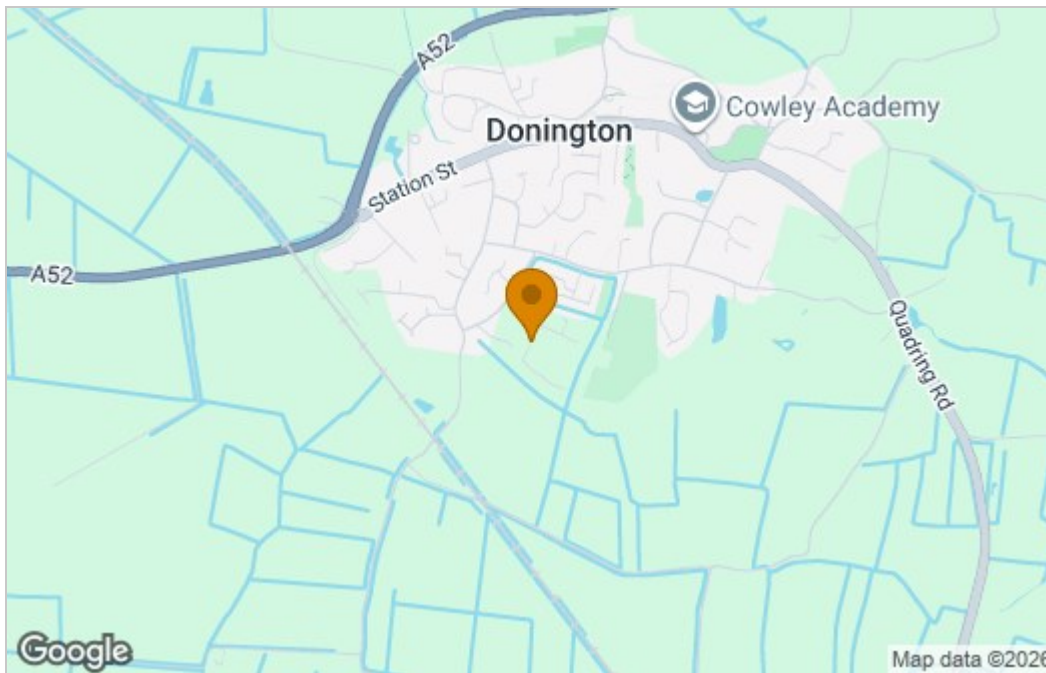 A52
Cowley Academy
Donington
Station St
A52
Quadring Rd
Google
Map data ©2026